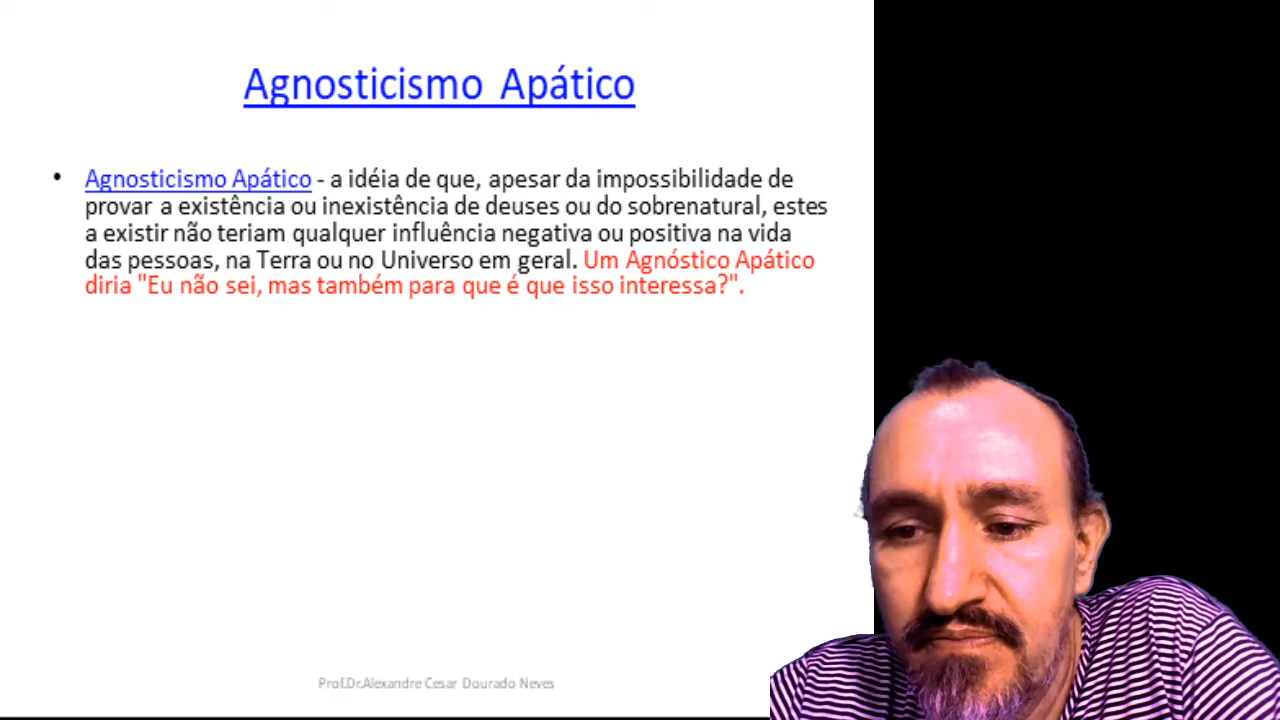 Agnosticismo Apático
• Agnosticismo Apático - a idéia de que, apesar da impossibilidade de
provar a existência ou inexistência de deuses ou do sobrenatural, estes
a existir não teriam qualquer influência negativa ou positiva na vida
das pessoas, na Terra ou no Universo em geral. Um Agnóstico Apático
diria "Eu não sei, mas também para que é que isso interessa?".
Prof.Dr.Alexandre Cesar Dourado Neves